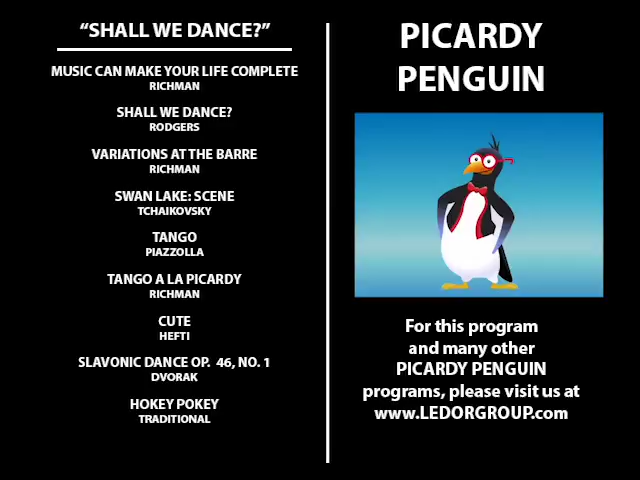 “SHALL WE DANCE?”
MUSIC CAN MAKE YOUR LIFE COMPLETE
RICHMAN
SHALL WE DANCE?
RODGERS
VARIATIONS AT THE BARRE
RICHMAN
SWAN LAKE: SCENE
TCHAIKOVSKY
TANGO
PIAZZOLLA
TANGO A LA PICARDY
RICHMAN
CUTE
HEFTI
SLAVONIC DANCE OP. 46, NO. 1
DVORAK
HOKEY POKEY
TRADITIONAL
PICARDY
PENGUIN
For this program
and many other
PICARDY PENGUIN
programs, please visit us at
www.LEDORGROUP.com